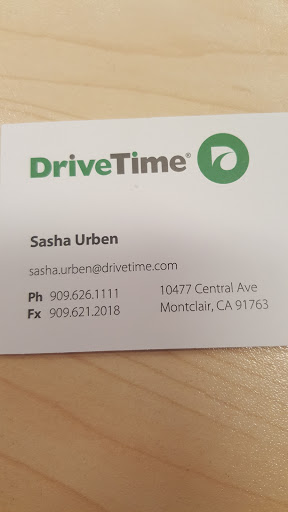 DriveTime®
Sasha Urben
sasha.urben@drivetime.com
Ph 909.626.1111 10477 Central Ave
Fx 909.621.2018 Montclair, CA 91763